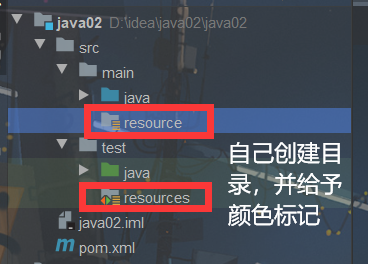 java02 D:\idea\java02\java02
src
main
java
resource
test
java
resources
java02.iml
pom.xml
自己创建目
录，并给予
颜色标记